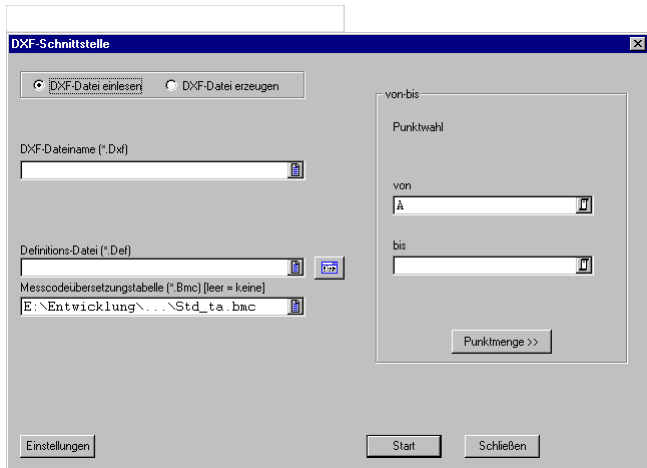 DXF-Schnittstelle
DXF-Datei einlesen DXF-Datei erzeugen
von-bis
Punktwahl
DXF-Dateiname (*.Dxf)
von
A
bis
Definitions-Datei (*.Def)
Messcodeübersetzungstabelle (*.Bmc) [leer = keine]
E:\Entwicklung\...\Std_ta.bmc
Punktmenge >>
Einstellungen Start Schließen